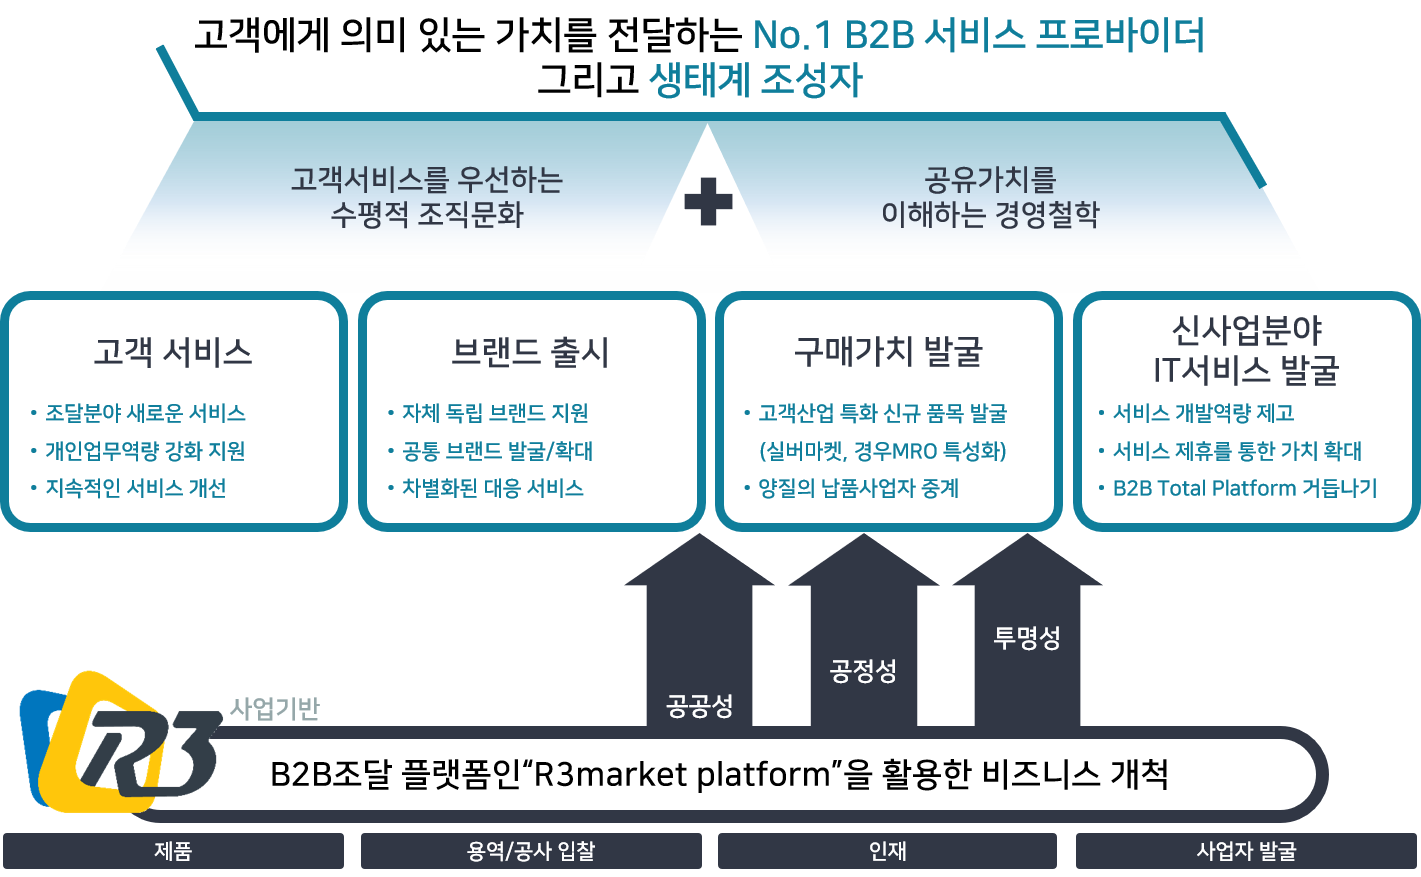 고객에게 의미 있는 가치를 전달하는 No.1 B2B 서비스 프로바이더
그리고 생태계 조성자
고객서비스를 우선하는
수평적 조직문화
공유가치를
이해하는 경영철학
고객 서비스
• 조달분야 새로운 서비스
• 개인업무역량 강화 지원
• 지속적인 서비스 개선
브랜드 출시
• 자체 독립 브랜드 지원
• 공통 브랜드 발굴/확대
• 차별화된 대응 서비스
구매가치 발굴
• 고객산업 특화 신규 품목 발굴
(실버마켓, 경우MRO 특성화)
• 양질의 납품사업자 중계
신사업분야
IT서비스 발굴
• 서비스 개발역량 제고
• 서비스 제휴를 통한 가치 확대
• B2B Total Platform 거듭나기
공공성
공정성
투명성
R3
사업기반
B2B조달 플랫폼인“R3market platform”을 활용한 비즈니스 개척
제품
용역/공사 입찰
인재
사업자 발굴